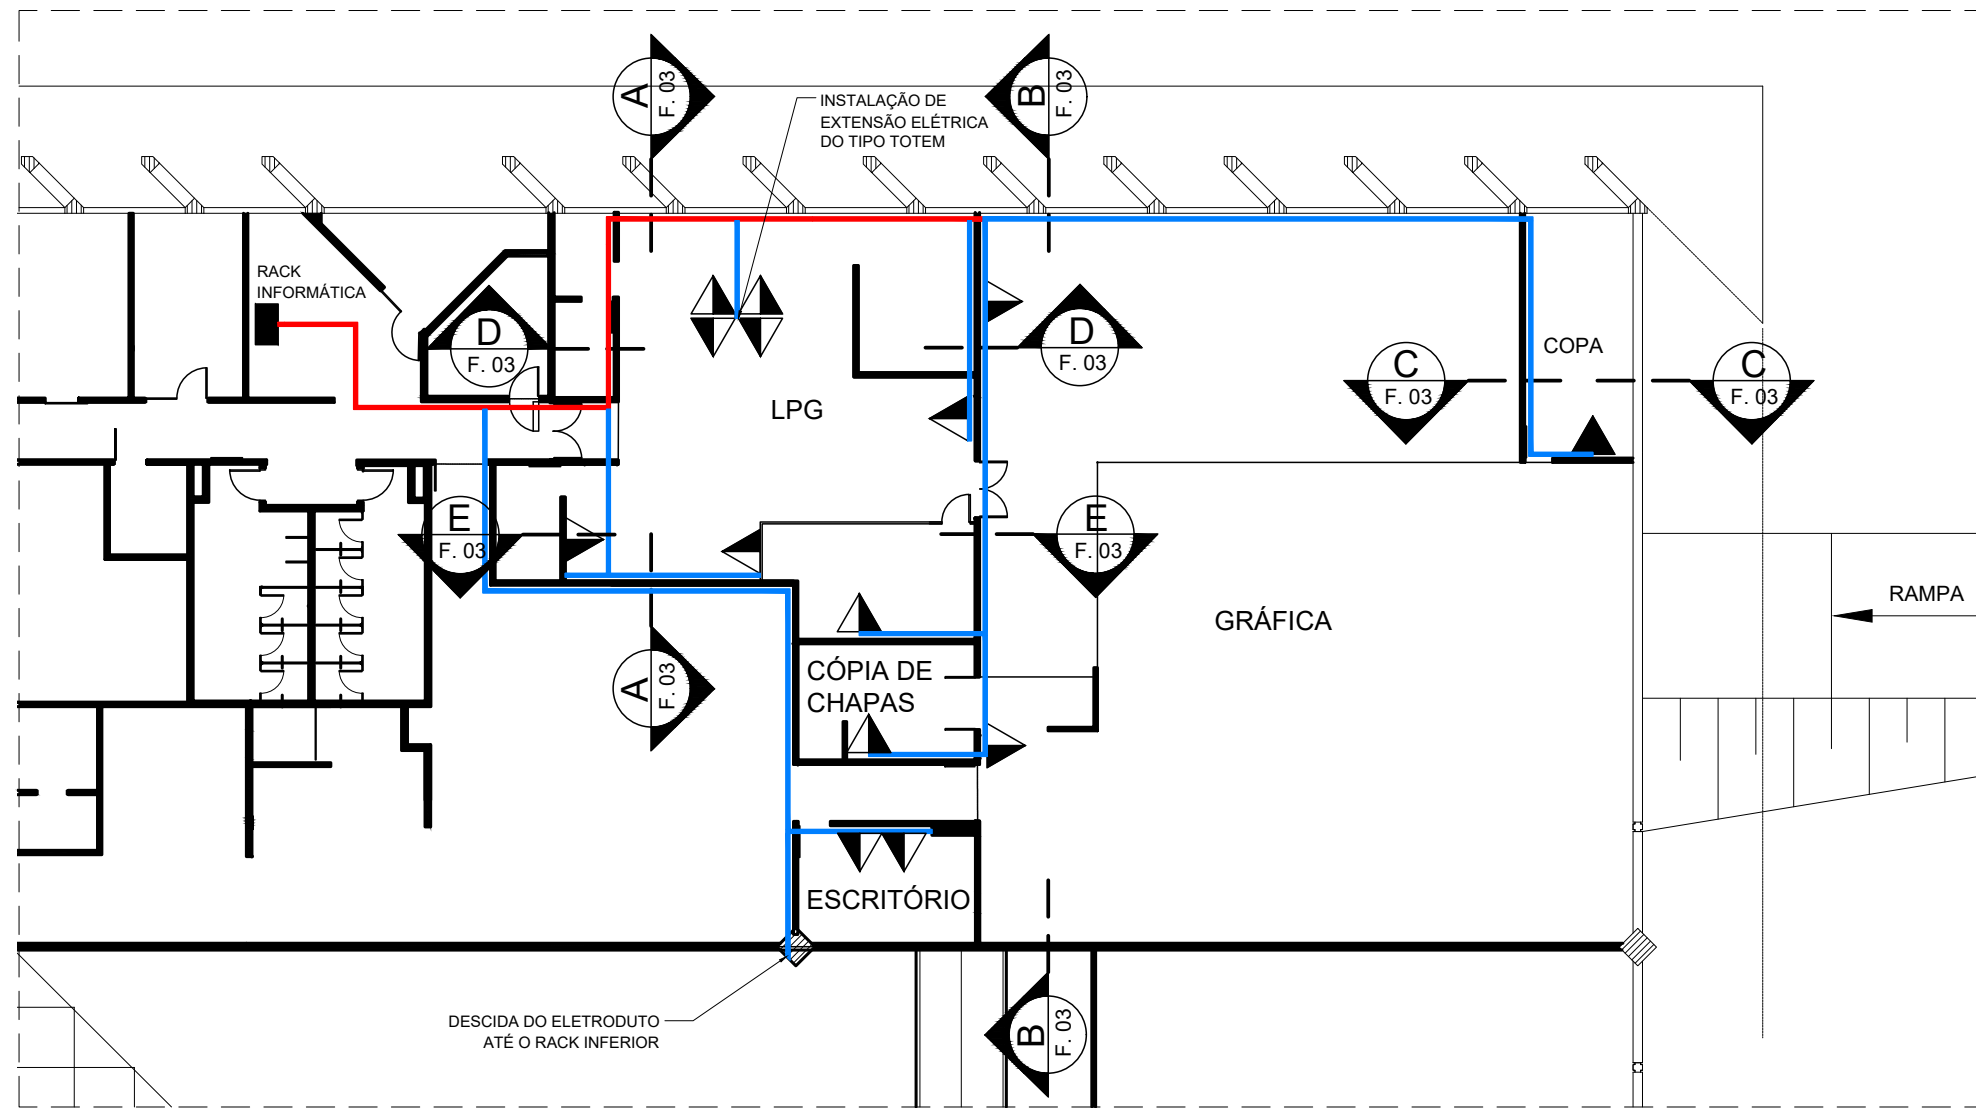 A
F. 03
B
F. 03
INSTALAÇÃO DE
EXTENSÃO ELÉTRICA
DO TIPO TOTEM
RACK
INFORMÁTICA
D
F. 03
D
F. 03
C
F. 03
COPA
C
F. 03
LPG
E
F. 03
E
F. 03
RAMPA
GRÁFICA
A
F. 03
CÓPIA DE
CHAPAS
ESCRITÓRIO
DESCIDA DO ELETRODUTO
ATÉ O RACK INFERIOR
B
F. 03